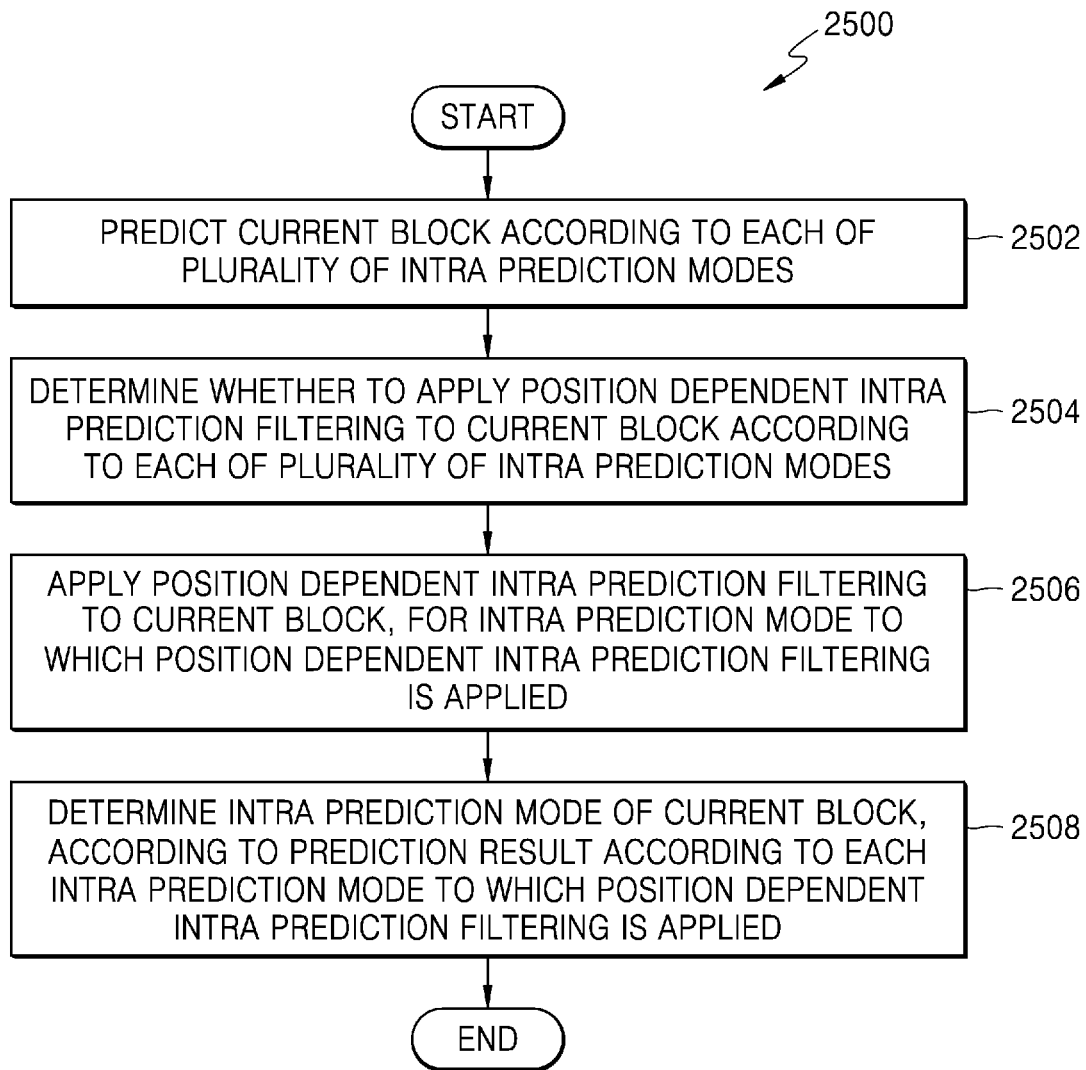 2500
START
PREDICT CURRENT BLOCK ACCORDING TO EACH OF
PLURALITY OF INTRA PREDICTION MODES
2502
DETERMINE WHETHER TO APPLY POSITION DEPENDENT INTRA
PREDICTION FILTERING TO CURRENT BLOCK ACCORDING
TO EACH OF PLURALITY OF INTRA PREDICTION MODES
2504
APPLY POSITION DEPENDENT INTRA PREDICTION FILTERING
TO CURRENT BLOCK, FOR INTRA PREDICTION MODE TO
WHICH POSITION DEPENDENT INTRA PREDICTION FILTERING
IS APPLIED
2506
DETERMINE INTRA PREDICTION MODE OF CURRENT BLOCK,
ACCORDING TO PREDICTION RESULT ACCORDING TO EACH
INTRA PREDICTION MODE TO WHICH POSITION DEPENDENT
INTRA PREDICTION FILTERING IS APPLIED
2508
END